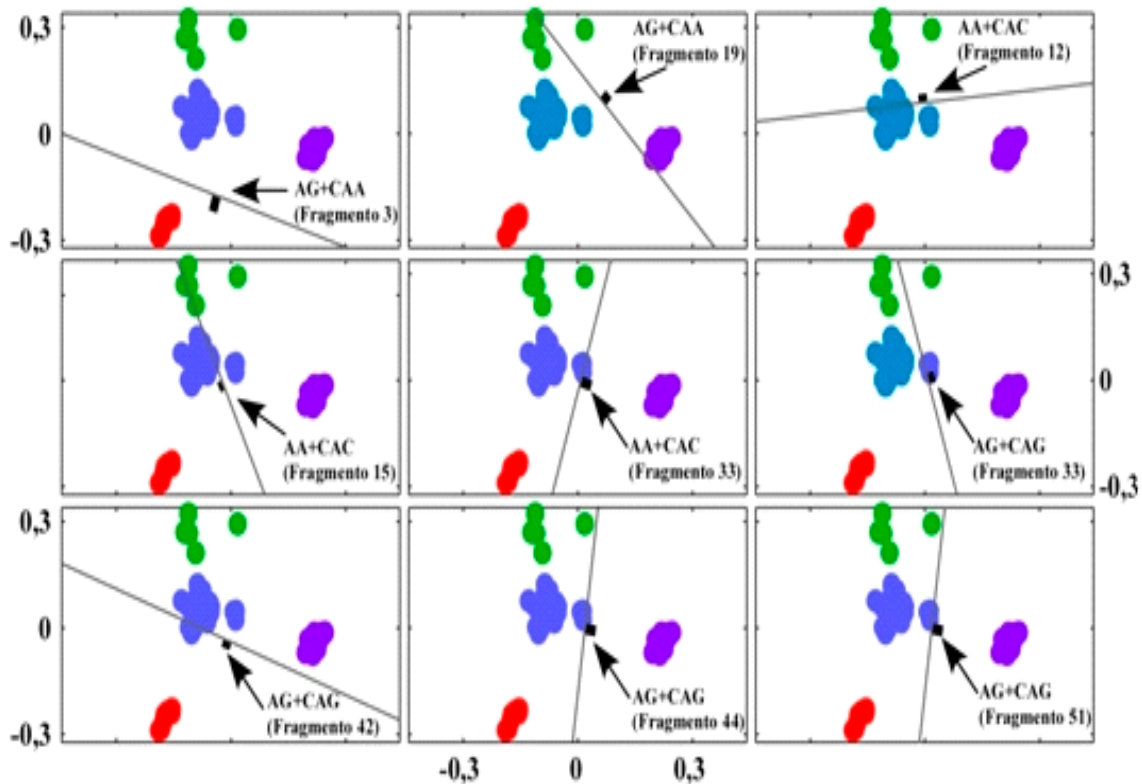 0,3
0
-0,3
AG+CAA
(Fragmento 3)
AG+CAA
(Fragmento 19)
AA+CAC
(Fragmento 12)
AA+CAC
(Fragmento 15)
AA+CAC
(Fragmento 33)
AG+CAG
(Fragmento 33)
0,3
0
-0,3
0,3
0
-0,3
AG+CAG
(Fragmento 42)
AG+CAG
(Fragmento 44)
AG+CAG
(Fragmento 51)
-0,3 0 0,3